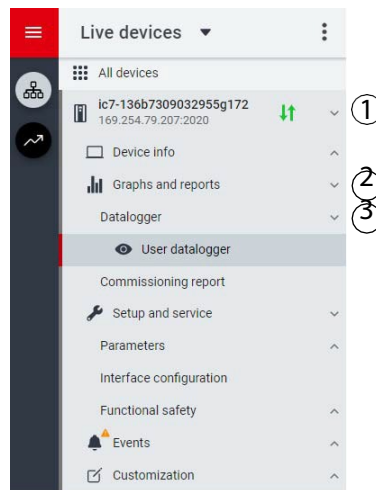 Live devices
All devices
ic7-136b7309032955g172
1
169.254.79.207:2020
Device info
Graphs and reports
2
Datalogger
3
User datalogger
Commissioning report
Setup and service
Parameters
Interface configuration
Functional safety
Events
Customization